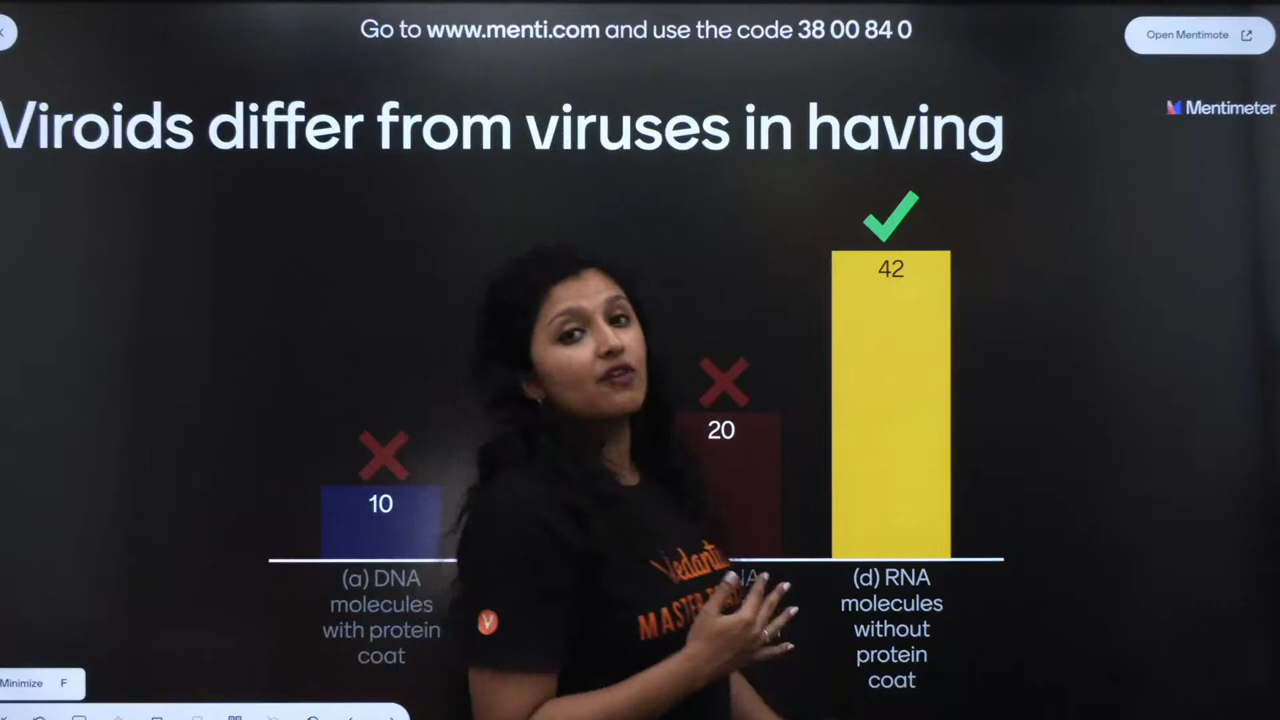 Go to www.menti.com and use the code 38 00 84 0
Open Mentimote
Viroids differ from viruses in having
Mentimeter
42
20
10
(a) DNA
molecules
with protein
coat
(d) RNA
molecules
without
protein
coat
MASTER
V
Minimize F